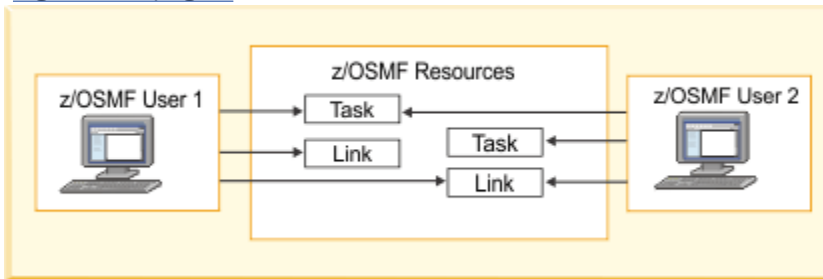 z/OSMF Resources
z/OSMF User 1
z/OSMF User 2
Task
Link
Task
Link